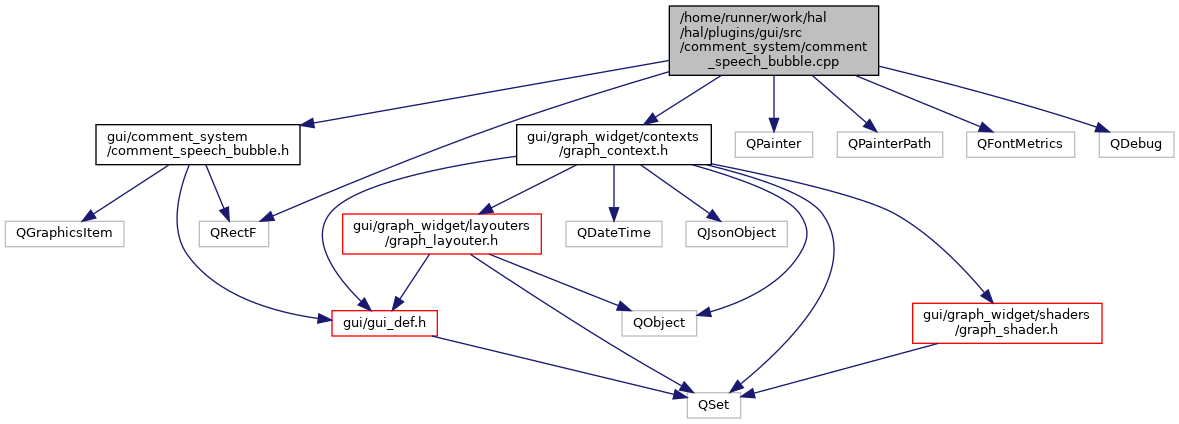 /home/runner/work/hal
/hal/plugins/gui/src
/comment_system/comment
_speech_bubble.cpp
gui/comment_system
/comment_speech_bubble.h
gui/graph_widget/contexts
/graph_context.h
QPainter
QPainterPath
QFontMetrics
QDebug
QGraphicsItem
QRectF
gui/graph_widget/layouters
/graph_layouter.h
QDateTime
QJsonObject
gui/gui_def.h
QObject
gui/graph_widget/shaders
/graph_shader.h
QSet